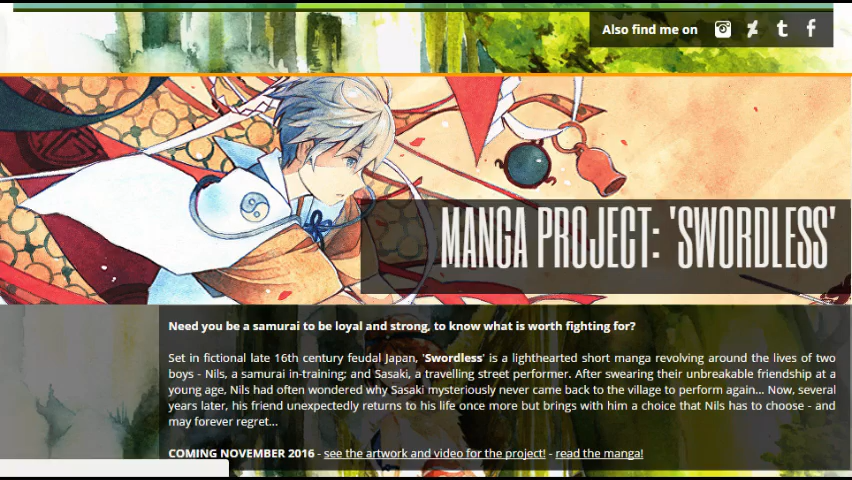 Also find me on
MANGA PROJECT: 'SWORDLESS'
Need you be a samurai to be loyal and strong, to know what is worth fighting for?
Set in fictional late 16th century feudal Japan, 'Swordless' is a lighthearted short manga revolving around the lives of two
boys - Nils, a samurai in-training; and Sasaki, a travelling street performer. After swearing their unbreakable friendship at a
young age, Nils had often wondered why Sasaki mysteriously never came back to the village to perform again... Now, several
years later, his friend unexpectedly returns to his life once more but brings with him a choice that Nils has to choose - and
may forever regret...
COMING NOVEMBER 2016 - see the artwork and video for the project! - read the manga!